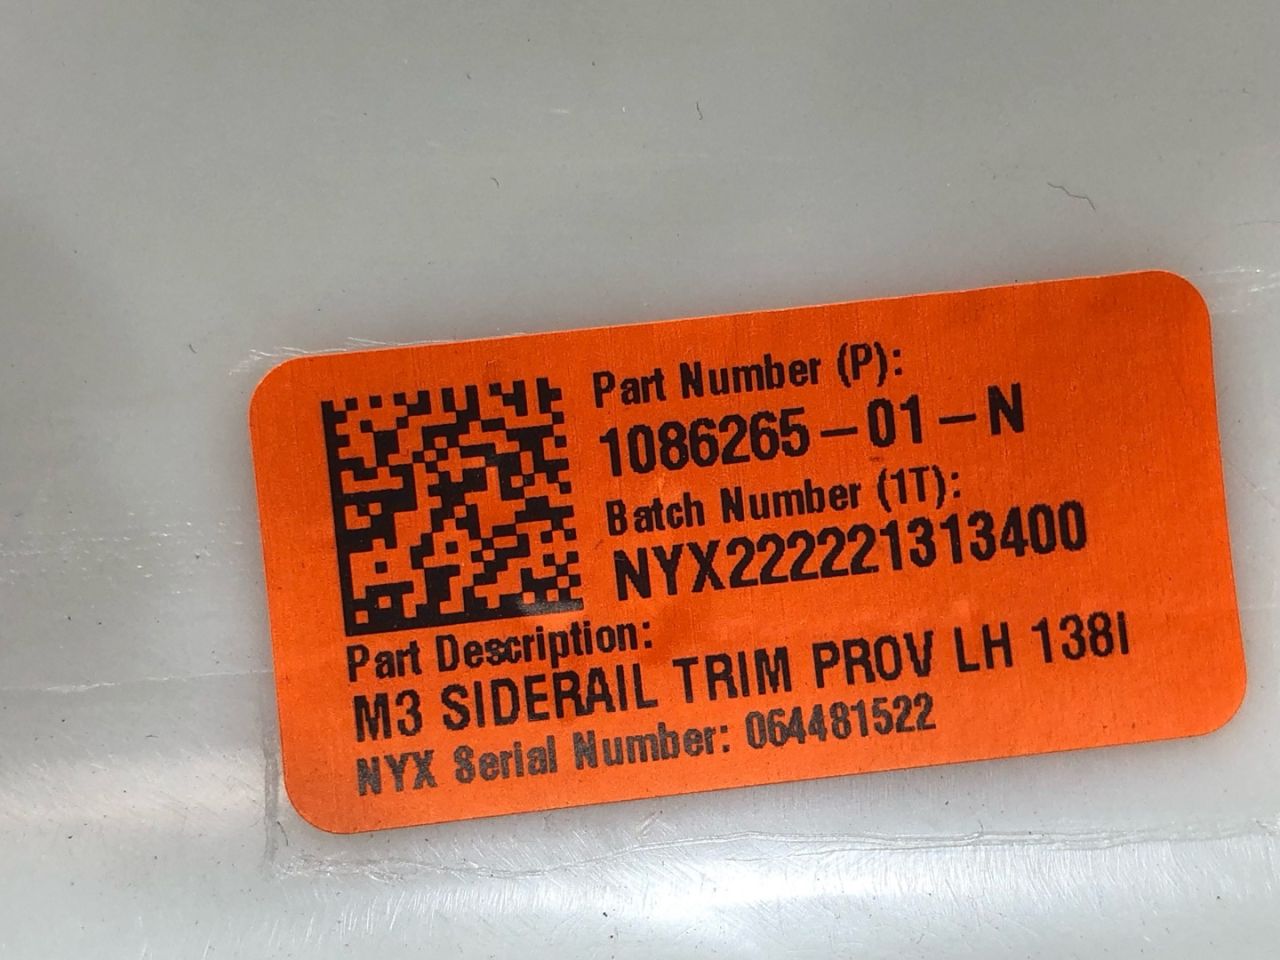 Part Number (P):
1086265-01-N
Batch Number (1T):
NYX222221313400
Part Description:
M3 SIDERAIL TRIM PROV LH 138I
NYX Serial Number: 064481522